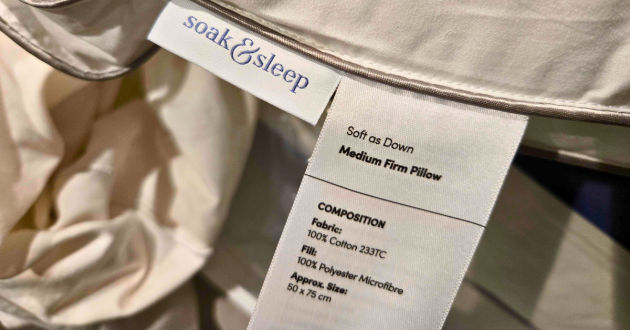 soak&sleep
Soft as Down
Medium Firm Pillow
COMPOSITION
Fabric:
100% Cotton 233TC
Fill:
100% Polyester Microfibre
Approx. Size:
50 x 75 cm